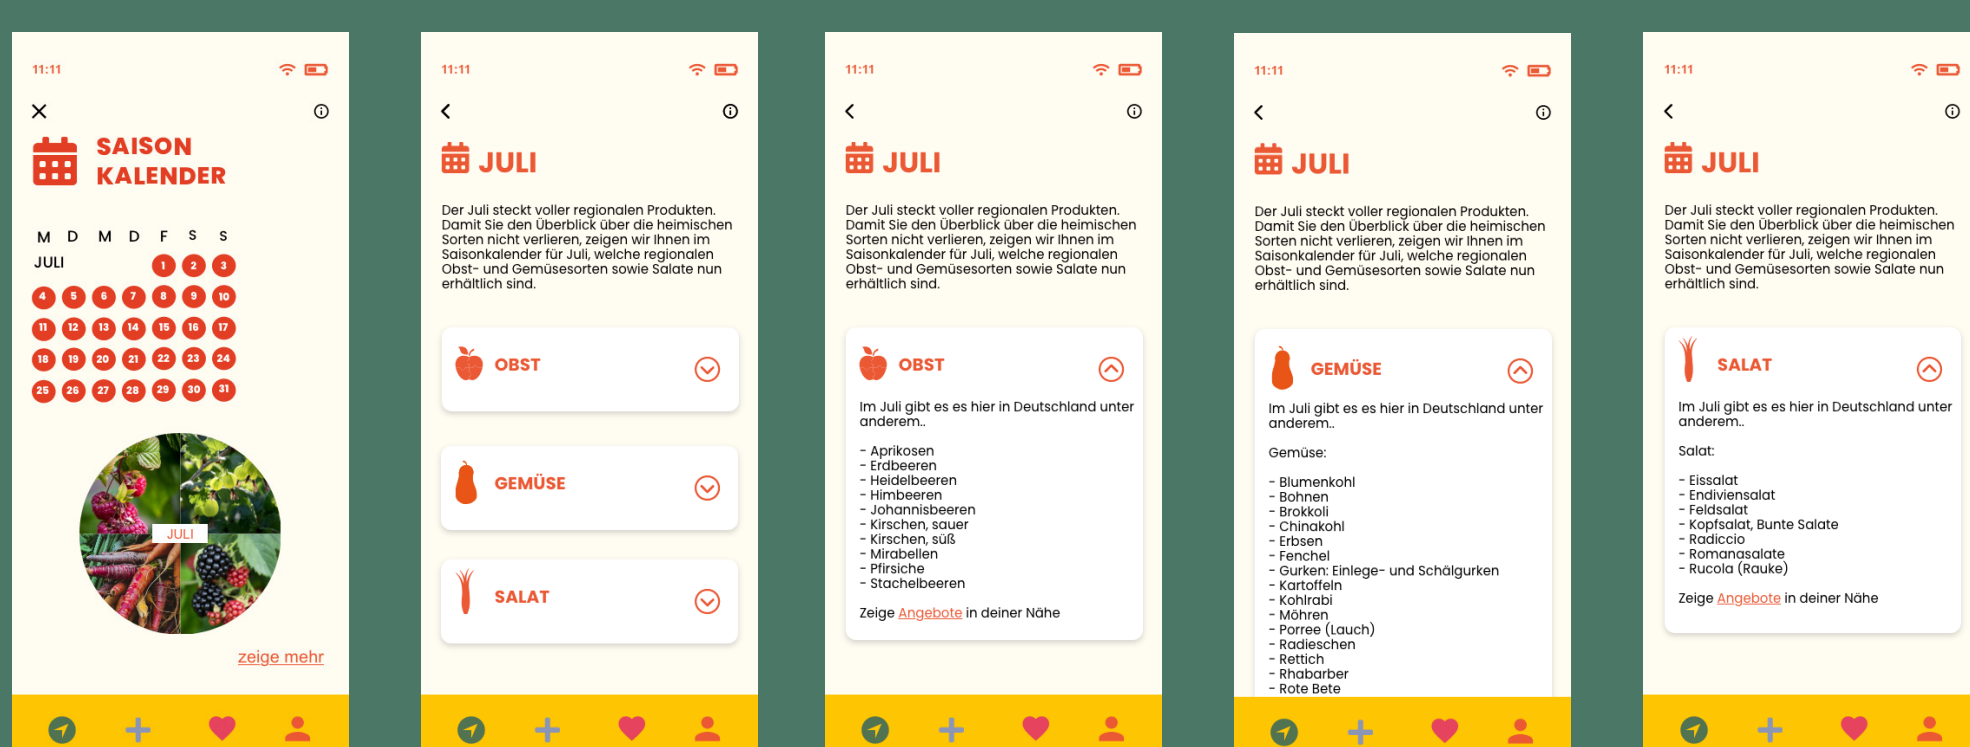 11:11
SAISON
KALENDER
M D M D F S S
JULI 1 2 3
4 5 6 7 8 9 10
11 12 13 14 15 16 17
18 19 20 21 22 23 24
25 26 27 28 29 30 31
JULI
zeige mehr
11:11
JULI
Der Juli steckt voller regionalen Produkten.
Damit Sie den Überblick über die heimischen
Sorten nicht verlieren, zeigen wir Ihnen im
Saisonkalender für Juli, welche regionalen
Obst- und Gemüsesorten sowie Salate nun
erhältlich sind.
OBST
GEMÜSE
SALAT
11:11
JULI
Der Juli steckt voller regionalen Produkten.
Damit Sie den Überblick über die heimischen
Sorten nicht verlieren, zeigen wir Ihnen im
Saisonkalender für Juli, welche regionalen
Obst- und Gemüsesorten sowie Salate nun
erhältlich sind.
OBST
Im Juli gibt es es hier in Deutschland unter
anderem..
- Aprikosen
- Erdbeeren
- Heidelbeeren
- Himbeeren
- Johannisbeeren
- Kirschen, sauer
- Kirschen, süß
- Mirabellen
- Pfirsiche
- Stachelbeeren
Zeige Angebote in deiner Nähe
11:11
JULI
Der Juli steckt voller regionalen Produkten.
Damit Sie den Überblick über die heimischen
Sorten nicht verlieren, zeigen wir Ihnen im
Saisonkalender für Juli, welche regionalen
Obst- und Gemüsesorten sowie Salate nun
erhältlich sind.
GEMÜSE
Im Juli gibt es es hier in Deutschland unter
anderem..
Gemüse:
- Blumenkohl
- Bohnen
- Brokkoli
- Chinakohl
- Erbsen
- Fenchel
- Gurken: Einlege- und Schälgurken
- Kartoffeln
- Kohlrabi
- Möhren
- Porree (Lauch)
- Radieschen
- Rettich
- Rhabarber
- Rote Bete
11:11
JULI
Der Juli steckt voller regionalen Produkten.
Damit Sie den Überblick über die heimischen
Sorten nicht verlieren, zeigen wir Ihnen im
Saisonkalender für Juli, welche regionalen
Obst- und Gemüsesorten sowie Salate nun
erhältlich sind.
SALAT
Im Juli gibt es es hier in Deutschland unter
anderem..
Salat:
- Eissalat
- Endiviensalat
- Feldsalat
- Kopfsalat, Bunte Salate
- Radiccio
- Romanasalate
- Rucola (Rauke)
Zeige Angebote in deiner Nähe